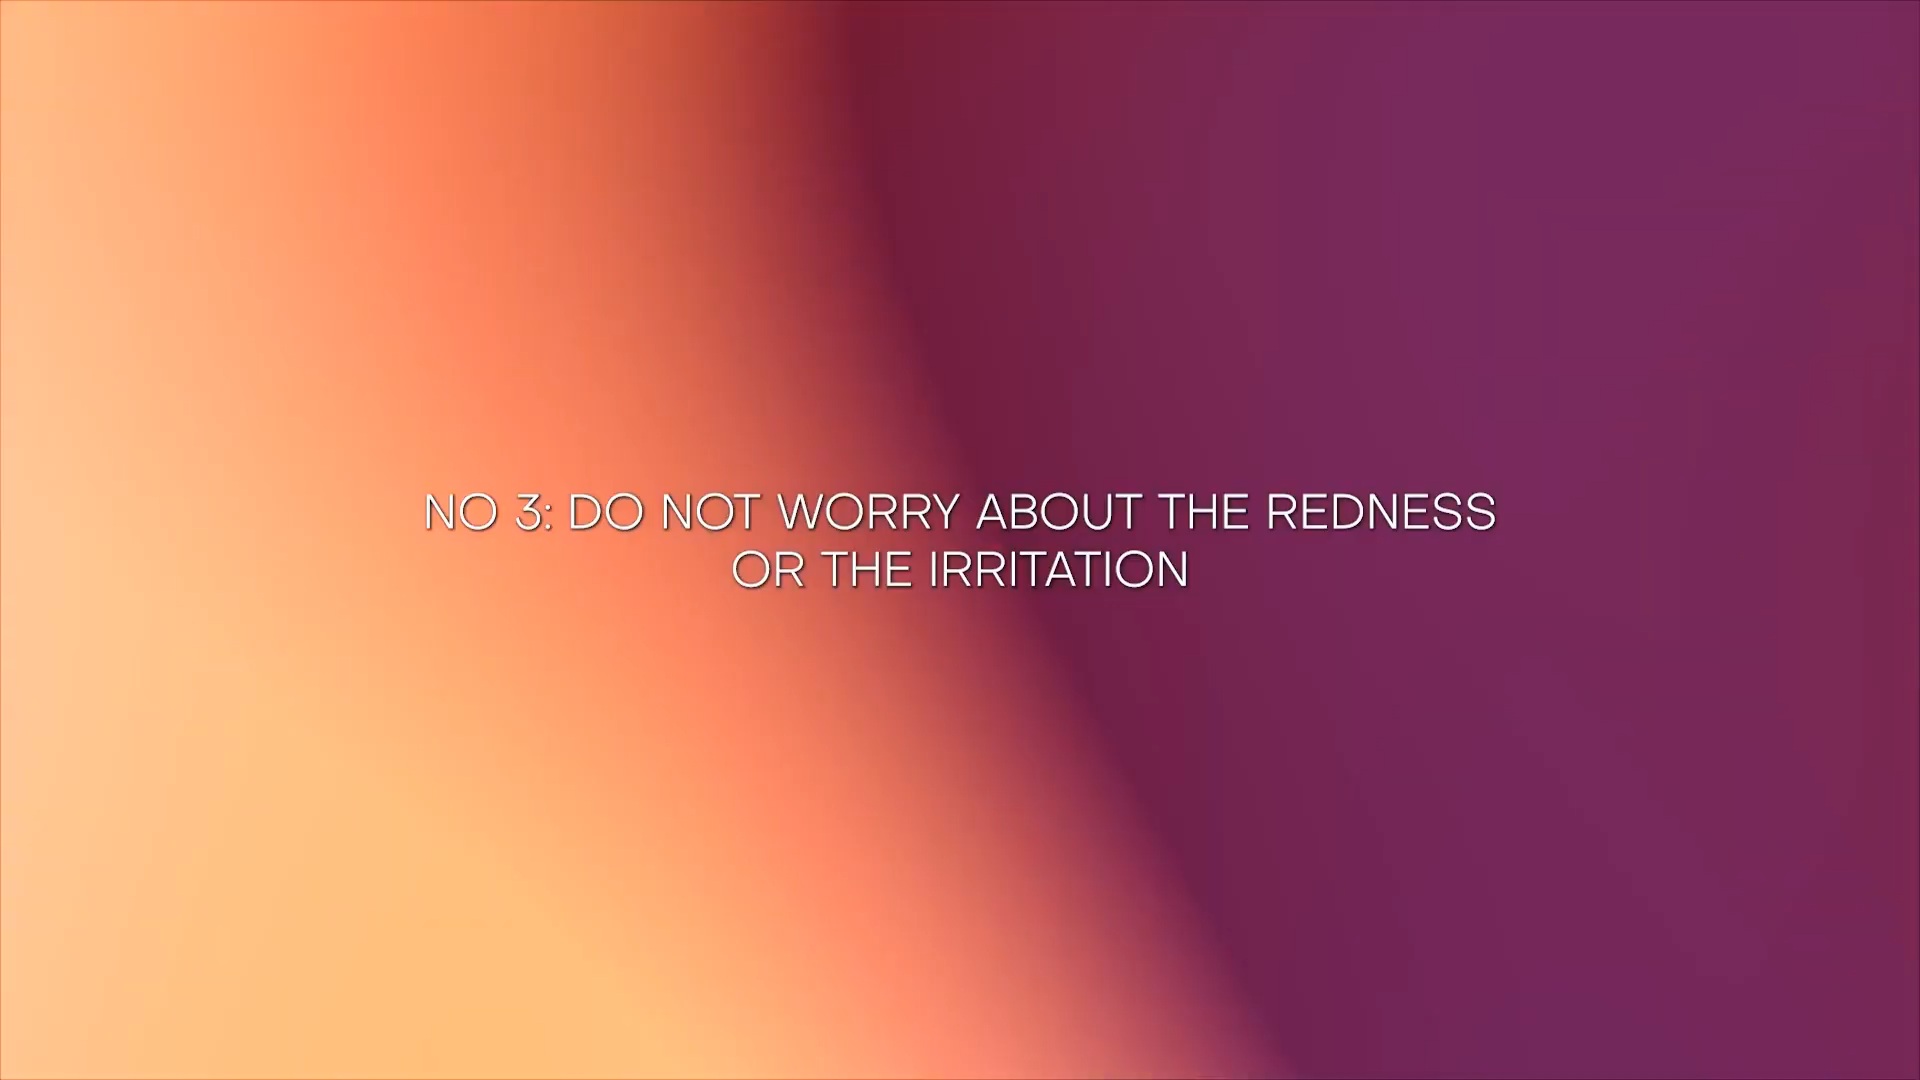 NO 3: DO NOT WORRY ABOUT THE REDNESS
OR THE IRRITATION